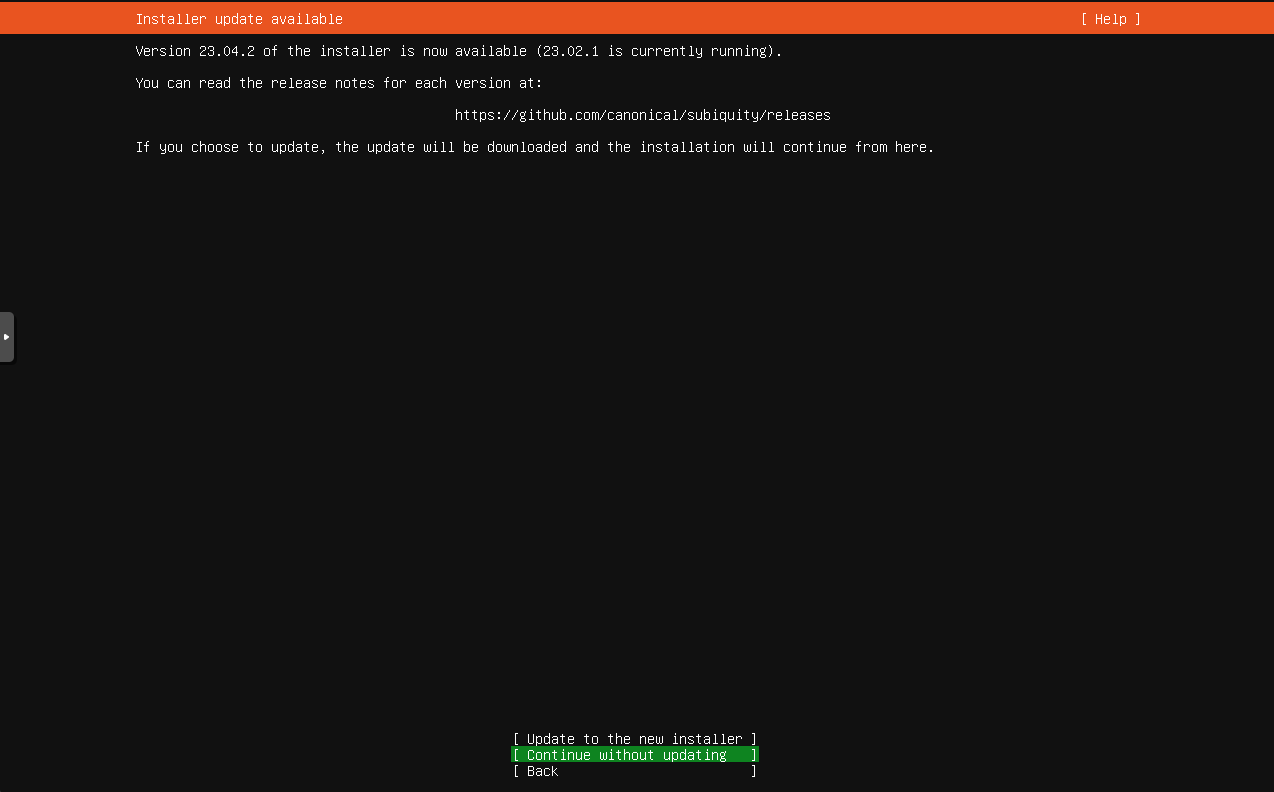 Installer update available [ Help ]
Version 23.04.2 of the installer is now available (23.02.1 is currently running).
You can read the release notes for each version at:
https://github.com/canonical/subiquity/releases
If you choose to update, the update will be downloaded and the installation will continue from here.
[ Update to the new installer ]
[ Continue without updating ]
[ Back ]